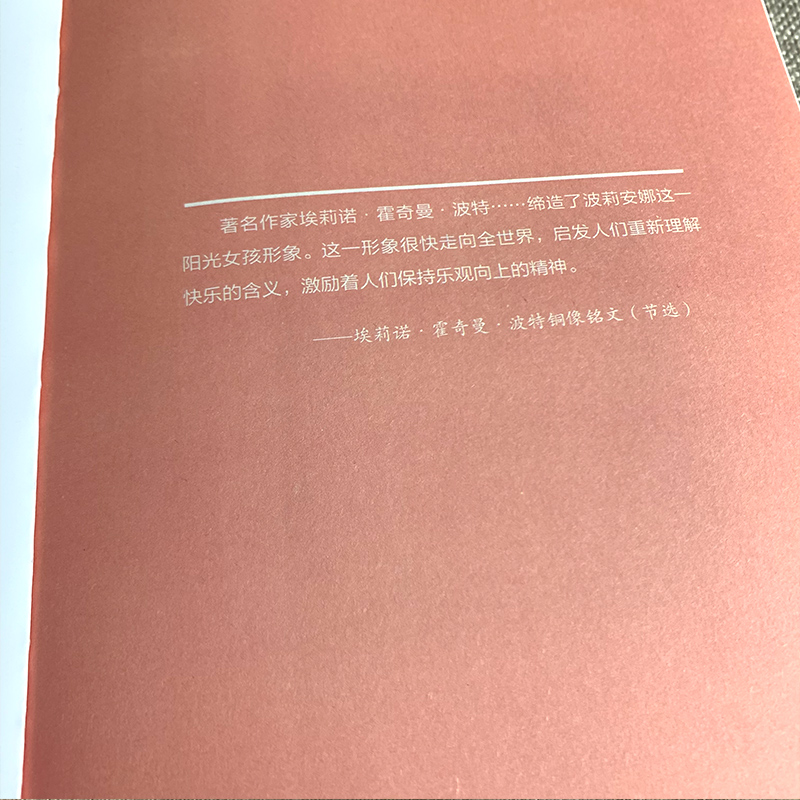 著名作家埃莉诺·霍奇曼·波特……缔造了波莉安娜这一
阳光女孩形象。这一形象很快走向全世界，启发人们重新理解
快乐的含义，激励着人们保持乐观向上的精神。
——埃莉诺·霍奇曼·波特铜像铭文（节选）